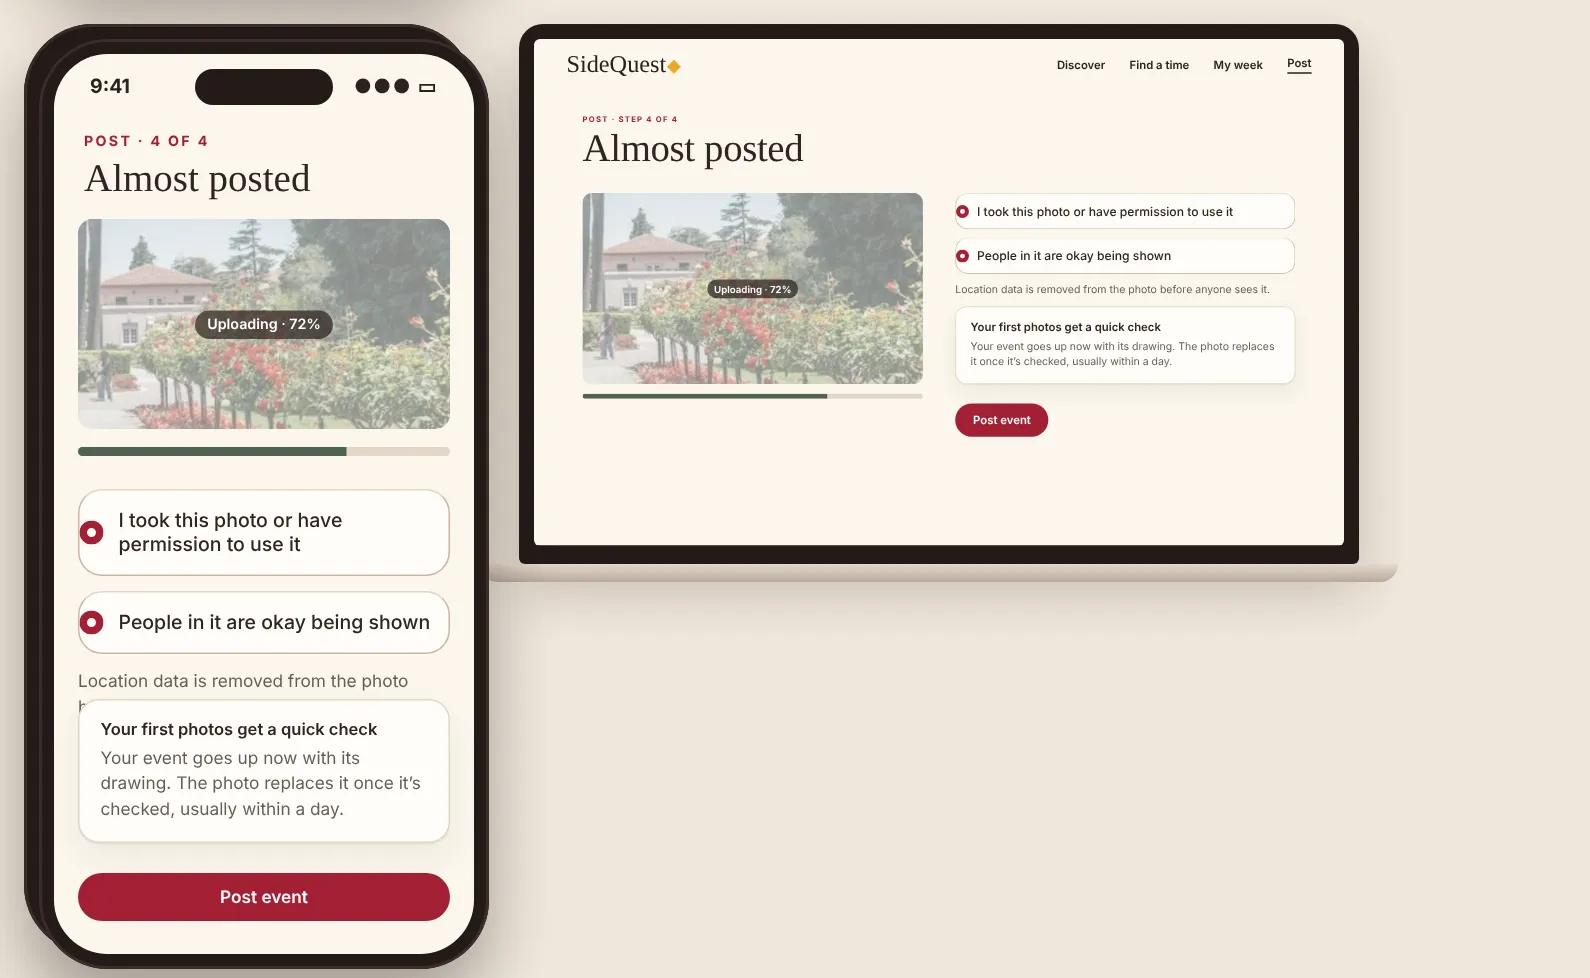 9:41
POST · 4 OF 4
Almost posted
Uploading · 72%
I took this photo or have
permission to use it
People in it are okay being shown
Location data is removed from the photo
Your first photos get a quick check
Your event goes up now with its
drawing. The photo replaces it once it’s
checked, usually within a day.
Post event
SideQuest
Discover
Find a time
My week
Post
POST · STEP 4 OF 4
Almost posted
Uploading · 72%
I took this photo or have permission to use it
People in it are okay being shown
Location data is removed from the photo before anyone sees it.
Your first photos get a quick check
Your event goes up now with its drawing. The photo replaces
it once it’s checked, usually within a day.
Post event